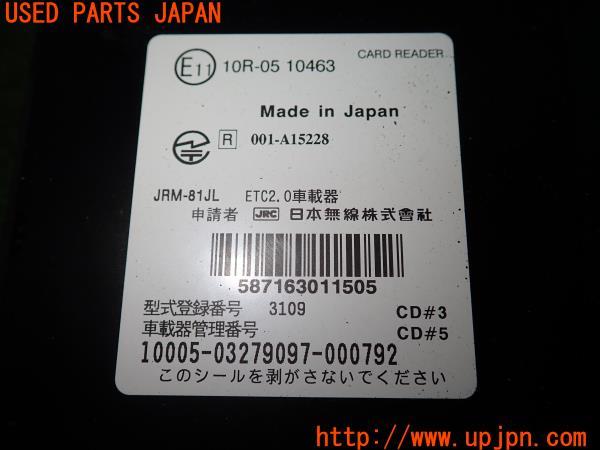 USED PARTS JAPAN
CARD READER
E11 10R-05 10463
Made in Japan
R 001-A15228
JRM-81JL ETC2.0車載器
申請者 JRC 日本無線株式會社
587163011505
型式登録番号 3109 CD#3
車載器管理番号 CD#5
10005-03279097-000792
このシールを剥がさないでください
http://www.upjpn.com